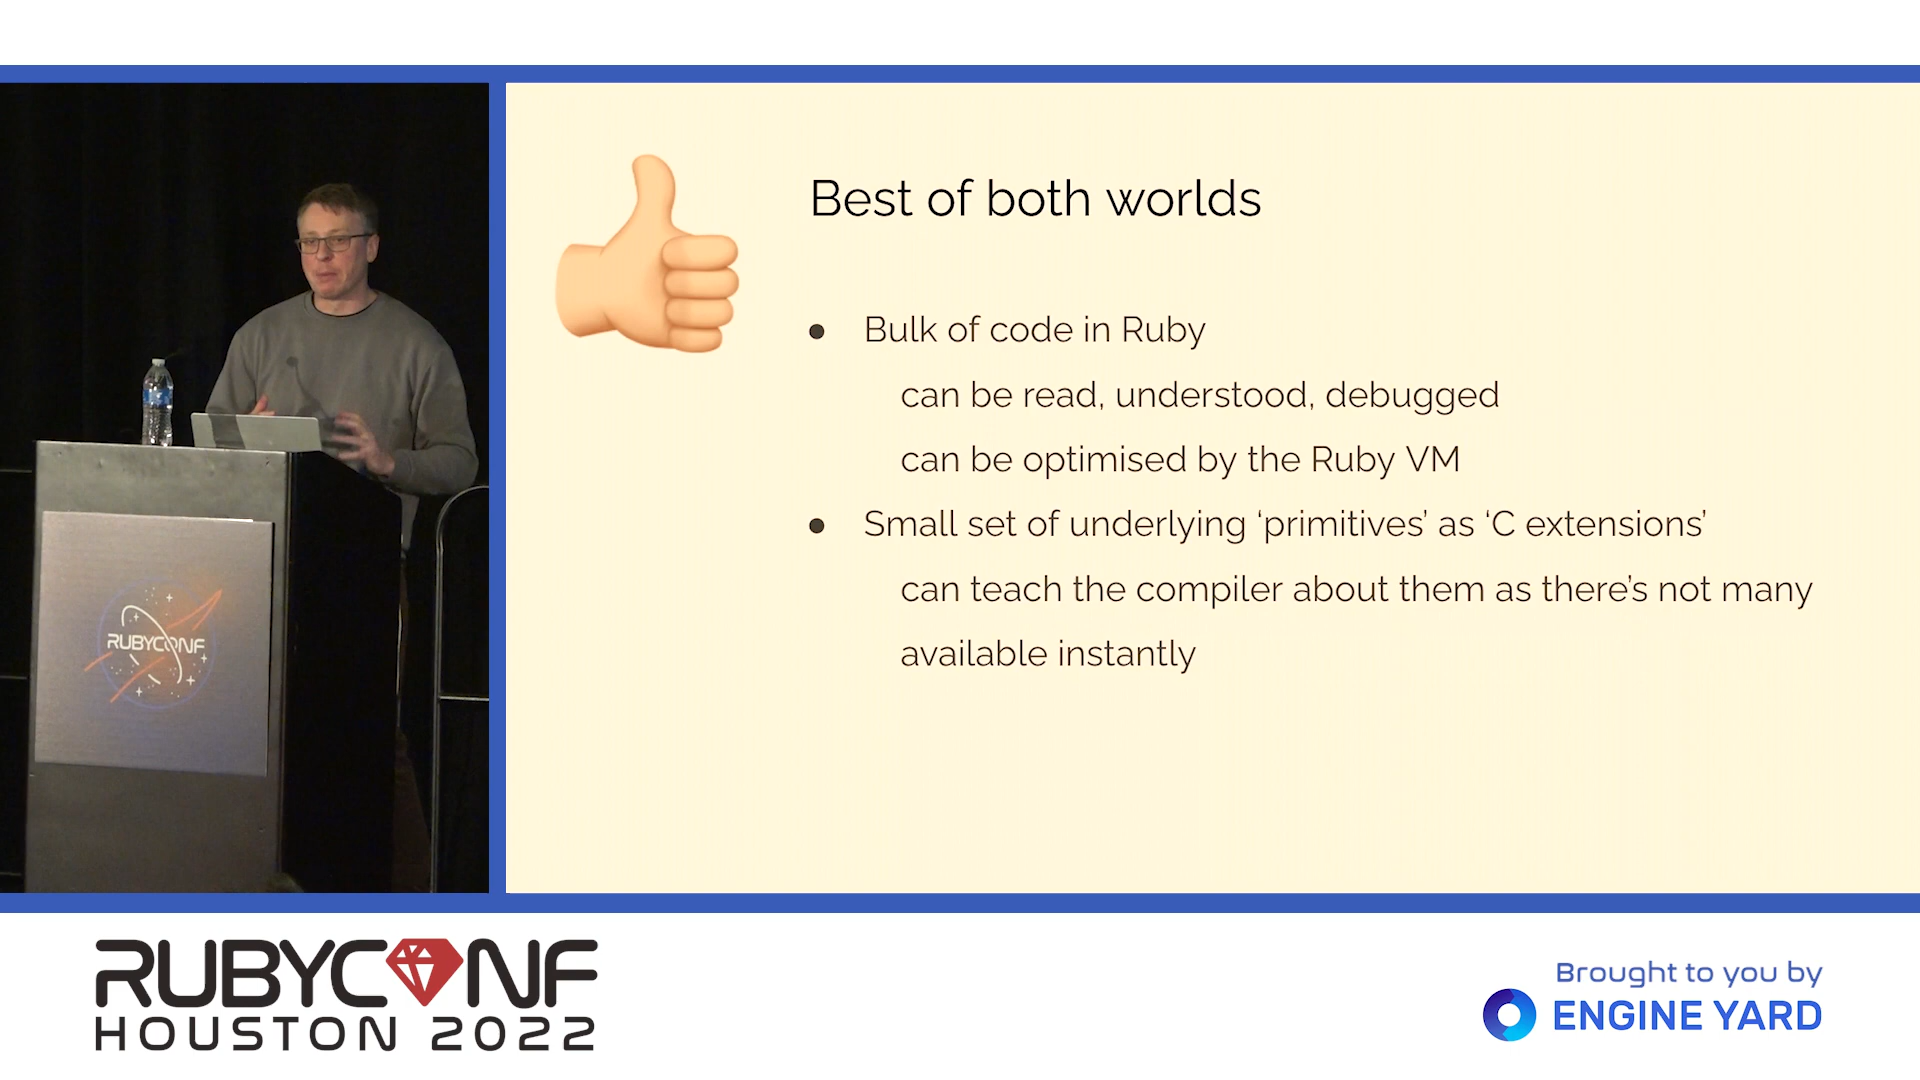 Best of both worlds
● Bulk of code in Ruby
can be read, understood, debugged
can be optimised by the Ruby VM
● Small set of underlying ‘primitives’ as ‘C extensions’
can teach the compiler about them as there’s not many
available instantly
RUBYCONF
RUBYCONF
HOUSTON 2022
Brought to you by
ENGINE YARD